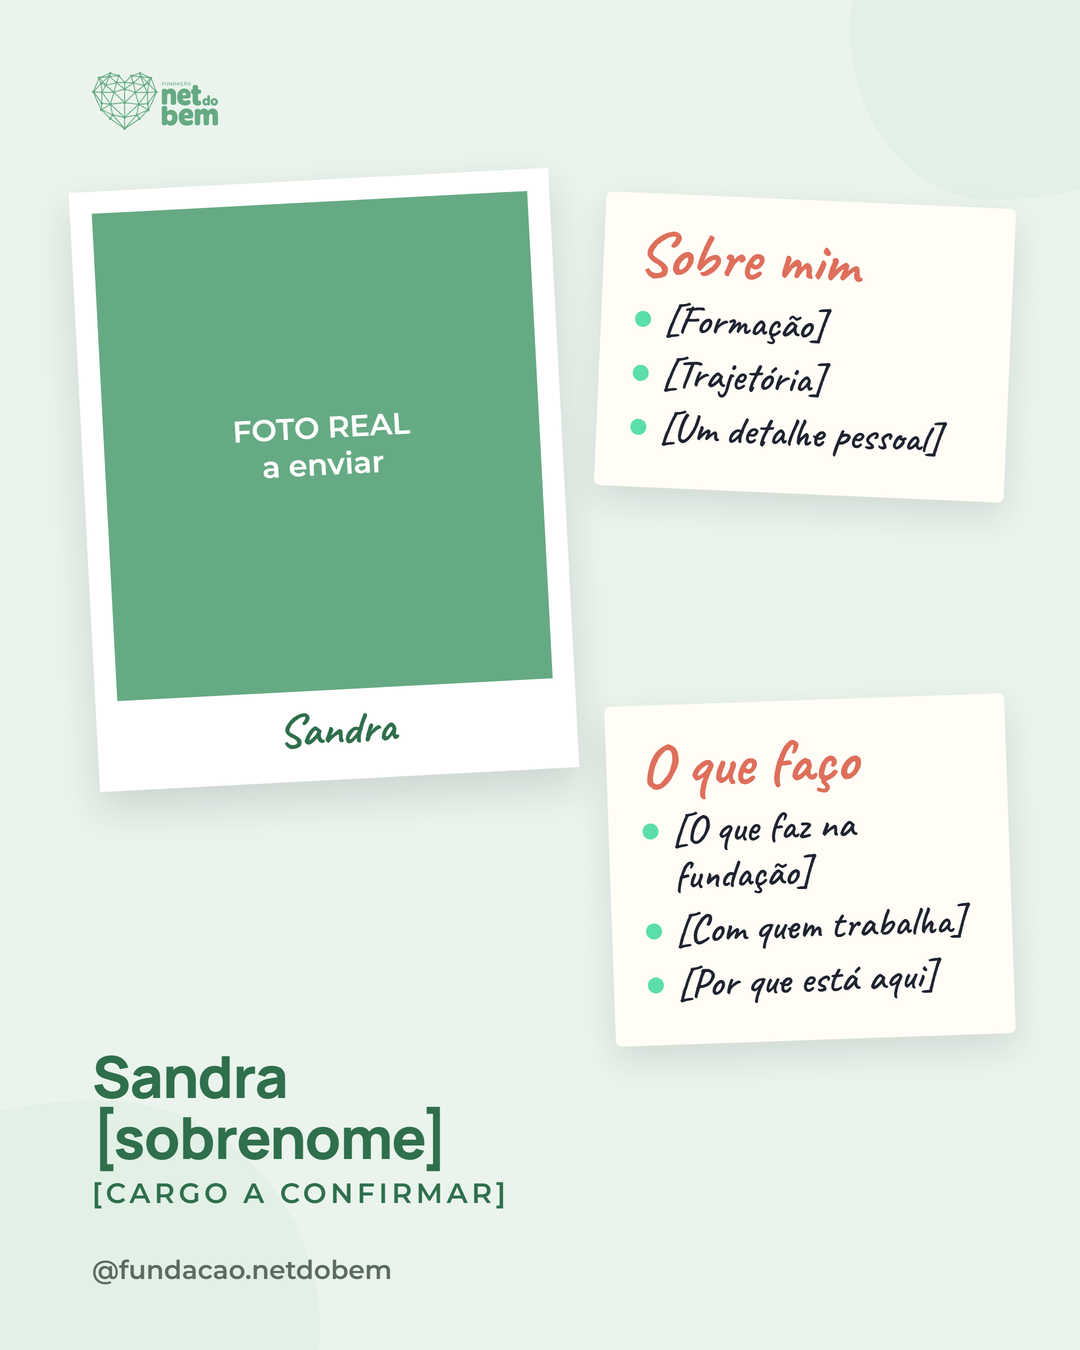 FUNDAÇÃO
net do
bem
FOTO REAL
a enviar
Sandra
Sobre mim
[Formação]
[Trajetória]
[Um detalhe pessoal]
O que faço
[O que faz na
fundação]
[Com quem trabalha]
[Por que está aqui]
Sandra
[sobrenome]
[CARGO A CONFIRMAR]
@fundacao.netdobem